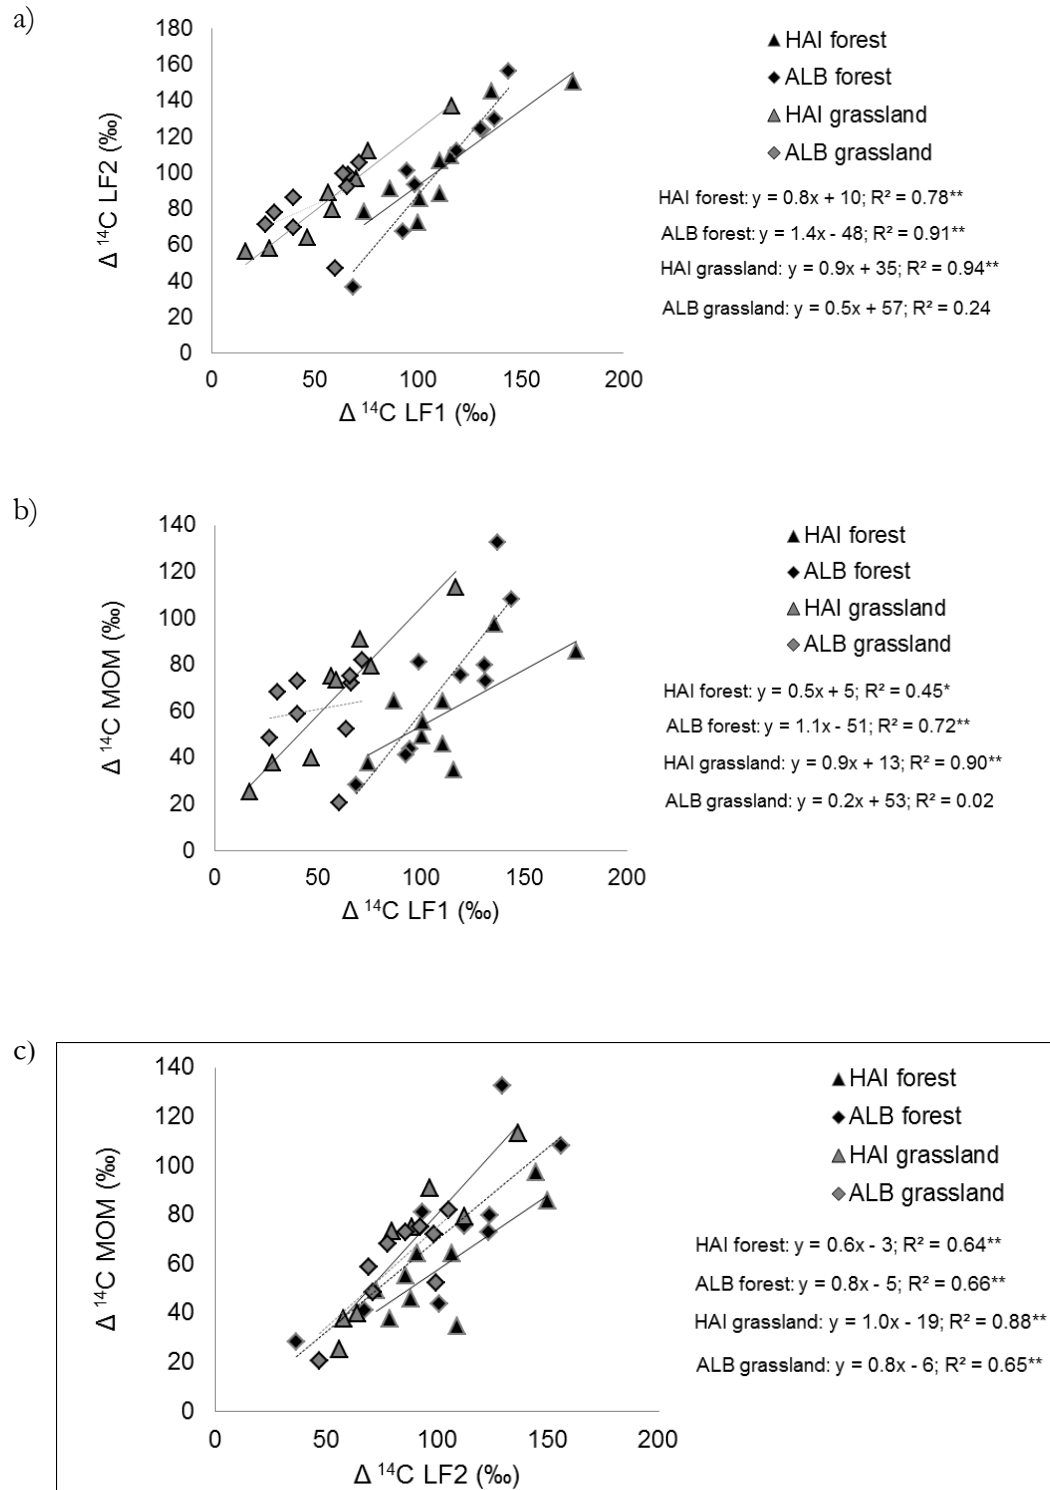 a)
180
160
140
120
100
80
60
40
20
0
Δ ¹⁴C LF2 (‰)
0 50 100 150 200
Δ ¹⁴C LF1 (‰)
HAI forest
ALB forest
HAI grassland
ALB grassland
HAI forest: y = 0.8x + 10; R² = 0.78**
ALB forest: y = 1.4x - 48; R² = 0.91**
HAI grassland: y = 0.9x + 35; R² = 0.94**
ALB grassland: y = 0.5x + 57; R² = 0.24
b)
140
120
100
80
60
40
20
0
Δ ¹⁴C MOM (‰)
0 50 100 150 200
Δ ¹⁴C LF1 (‰)
HAI forest
ALB forest
HAI grassland
ALB grassland
HAI forest: y = 0.5x + 5; R² = 0.45*
ALB forest: y = 1.1x - 51; R² = 0.72**
HAI grassland: y = 0.9x + 13; R² = 0.90**
ALB grassland: y = 0.2x + 53; R² = 0.02
c)
140
120
100
80
60
40
20
0
Δ ¹⁴C MOM (‰)
0 50 100 150 200
Δ ¹⁴C LF2 (‰)
HAI forest
ALB forest
HAI grassland
ALB grassland
HAI forest: y = 0.6x - 3; R² = 0.64**
ALB forest: y = 0.8x - 5; R² = 0.66**
HAI grassland: y = 1.0x - 19; R² = 0.88**
ALB grassland: y = 0.8x - 6; R² = 0.65**